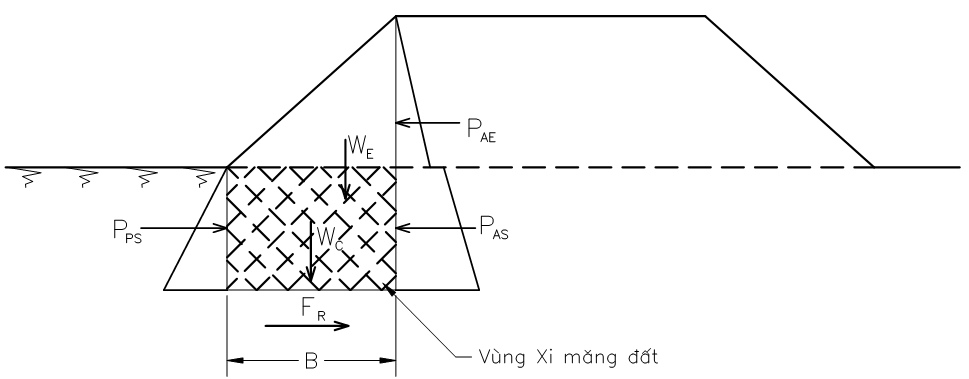 P_AE
W_E
P_PS
W_C
P_AS
F_R
B
Vùng Xi măng đất